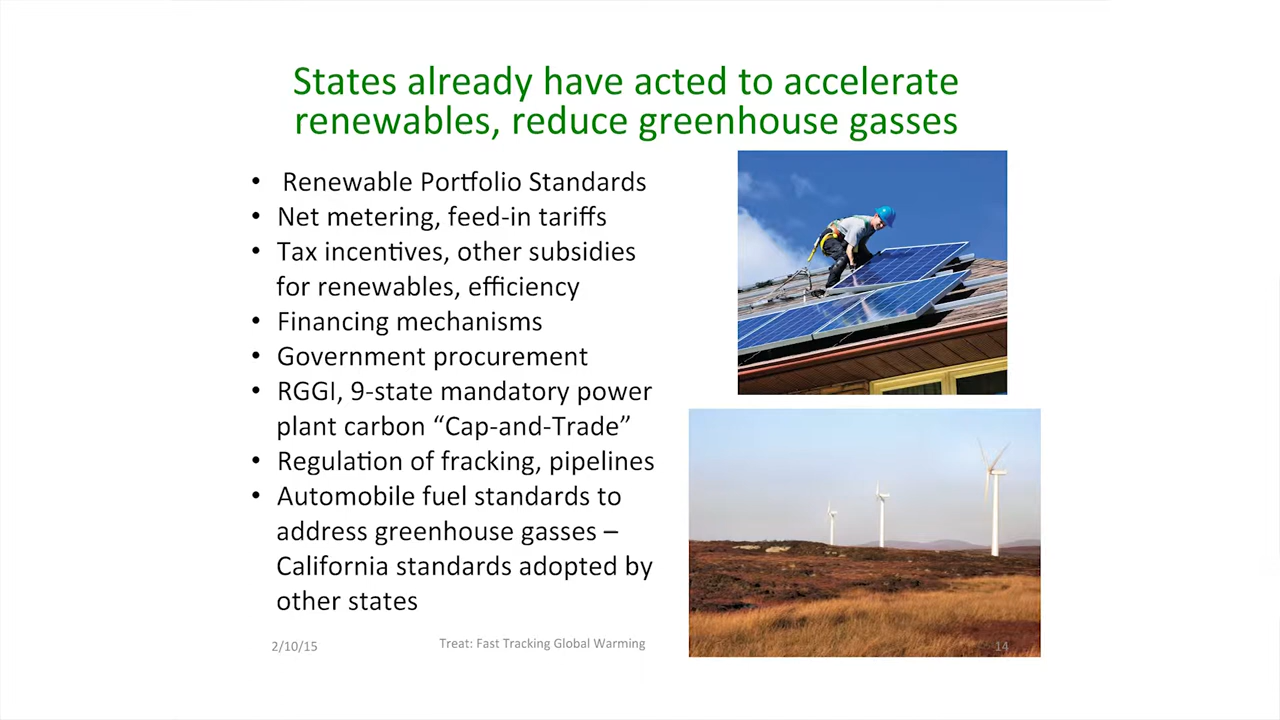 States already have acted to accelerate
renewables, reduce greenhouse gasses
• Renewable Portfolio Standards
• Net metering, feed-in tariffs
• Tax incentives, other subsidies
for renewables, efficiency
• Financing mechanisms
• Government procurement
• RGGI, 9-state mandatory power
plant carbon “Cap-and-Trade”
• Regulation of fracking, pipelines
• Automobile fuel standards to
address greenhouse gasses –
California standards adopted by
other states
2/10/15
Treat: Fast Tracking Global Warming
14